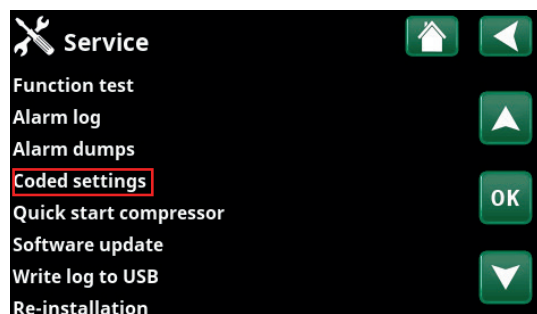 Service
Function test
Alarm log
Alarm dumps
Coded settings
OK
Quick start compressor
Software update
Write log to USB
Re-installation